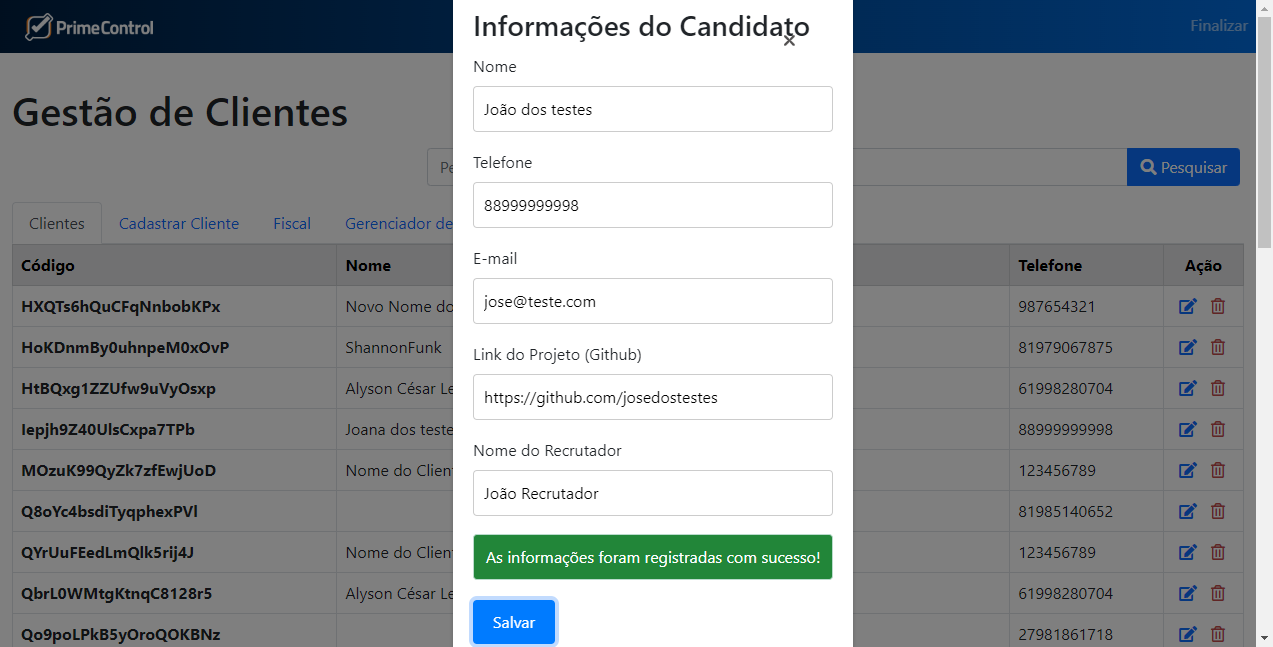 PrimeControl
Finalizar
Gestão de Clientes
Pesquisar
Clientes Cadastrar Cliente Fiscal Gerenciador de
Código Nome Telefone Ação
HXQTs6hQuCFqNnbobKPx Novo Nome do 987654321
HoKDnmBy0uhnpeM0xOvP ShannonFunk 81979067875
HtBQxg1ZZUfw9uVyOsxp Alyson César Le 61998280704
Iepjh9Z40UlsCxpa7TPb Joana dos teste 88999999998
MOzuK99QyZk7zfEwjUoD Nome do Clien 123456789
Q8oYc4bsdiTyqphexPVl 81985140652
QYrUuFEedLmQlk5rij4J Nome do Clien 123456789
QbrL0WMtgKtnqC8128r5 Alyson César Le 61998280704
Qo9poLPkB5yOroQOKBNz 27981861718
Informações do Candidato
×
Nome
João dos testes
Telefone
88999999998
E-mail
jose@teste.com
Link do Projeto (Github)
https://github.com/josedostestes
Nome do Recrutador
João Recrutador
As informações foram registradas com sucesso!
Salvar